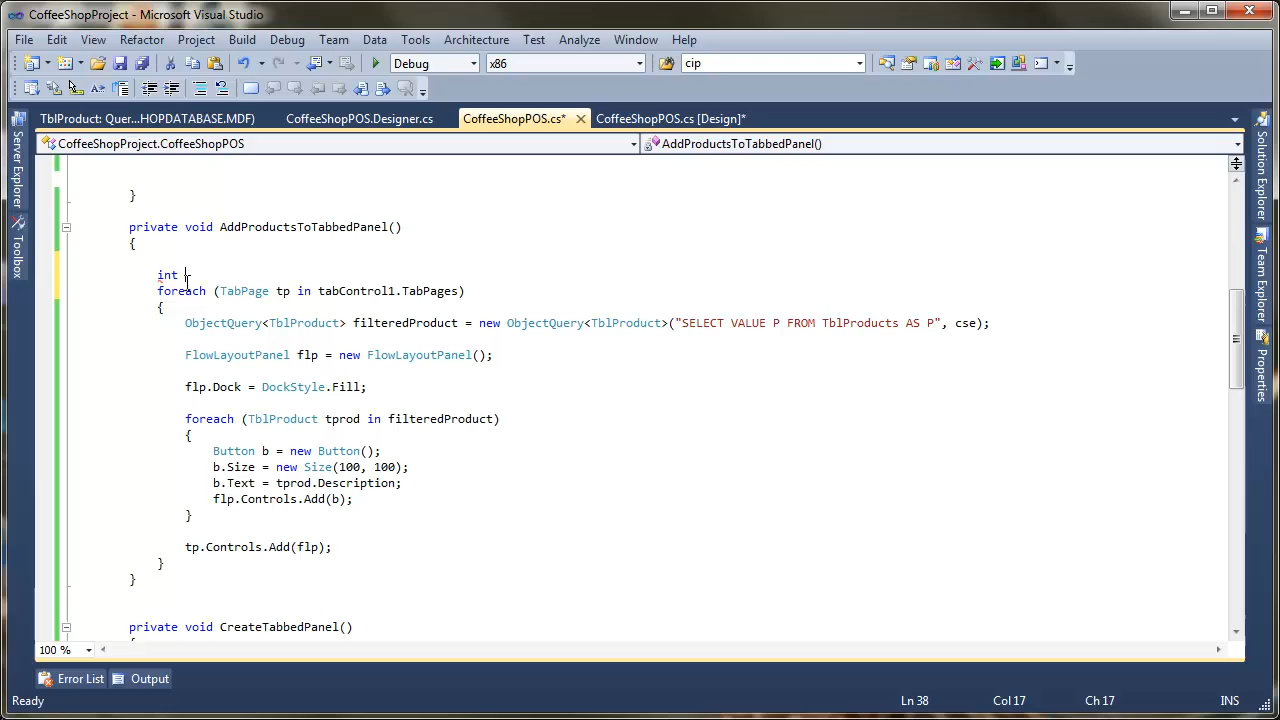 CoffeeShopProject - Microsoft Visual Studio
File Edit View Refactor Project Build Debug Team Data Tools Architecture Test Analyze Window Help
Debug x86 cip
TblProduct: Quer...HOPDATABASE.MDF) CoffeeShopPOS.Designer.cs CoffeeShopPOS.cs* CoffeeShopPOS.cs [Design]*
CoffeeShopProject.CoffeeShopPOS AddProductsToTabbedPanel()
Server Explorer
Toolbox
Solution Explorer
Team Explorer
Properties
}
private void AddProductsToTabbedPanel()
{
int
foreach (TabPage tp in tabControl1.TabPages)
{
ObjectQuery<TblProduct> filteredProduct = new ObjectQuery<TblProduct>("SELECT VALUE P FROM TblProducts AS P", cse);
FlowLayoutPanel flp = new FlowLayoutPanel();
flp.Dock = DockStyle.Fill;
foreach (TblProduct tprod in filteredProduct)
{
Button b = new Button();
b.Size = new Size(100, 100);
b.Text = tprod.Description;
flp.Controls.Add(b);
}
tp.Controls.Add(flp);
}
}
private void CreateTabbedPanel()
100 %
Error List Output
Ready Ln 38 Col 17 Ch 17 INS